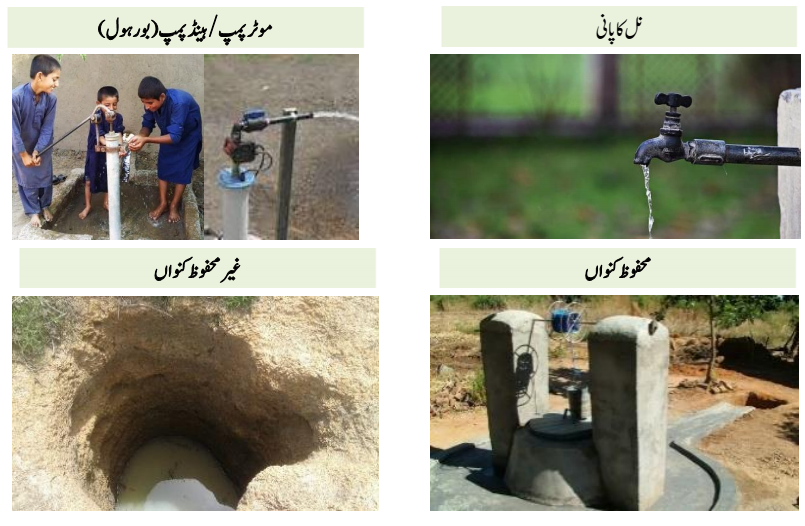 نل کا پانی
موٹر پمپ/ہینڈ پمپ(بور ہول)
محفوظ کنواں
غیر محفوظ کنواں